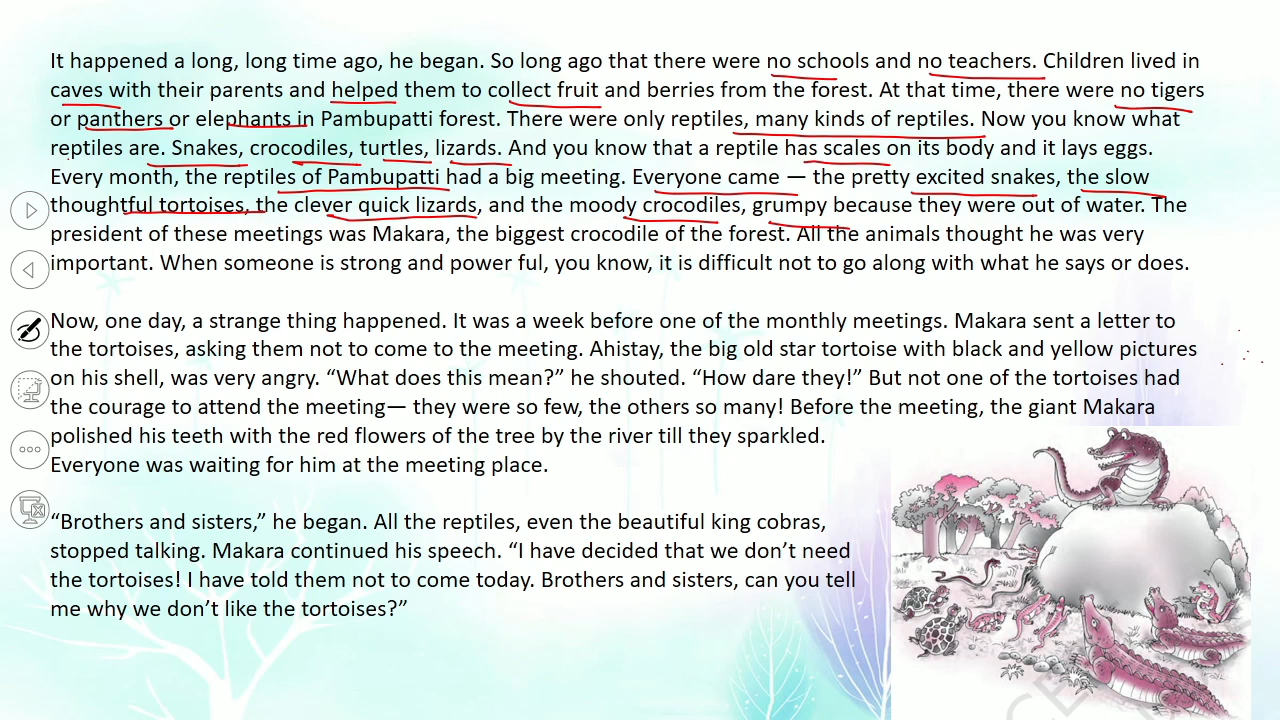 It happened a long, long time ago, he began. So long ago that there were no schools and no teachers. Children lived in
caves with their parents and helped them to collect fruit and berries from the forest. At that time, there were no tigers
or panthers or elephants in Pambupatti forest. There were only reptiles, many kinds of reptiles. Now you know what
reptiles are. Snakes, crocodiles, turtles, lizards. And you know that a reptile has scales on its body and it lays eggs.
Every month, the reptiles of Pambupatti had a big meeting. Everyone came — the pretty excited snakes, the slow
thoughtful tortoises, the clever quick lizards, and the moody crocodiles, grumpy because they were out of water. The
president of these meetings was Makara, the biggest crocodile of the forest. All the animals thought he was very
important. When someone is strong and power ful, you know, it is difficult not to go along with what he says or does.
Now, one day, a strange thing happened. It was a week before one of the monthly meetings. Makara sent a letter to
the tortoises, asking them not to come to the meeting. Ahistay, the big old star tortoise with black and yellow pictures
on his shell, was very angry. “What does this mean?” he shouted. “How dare they!” But not one of the tortoises had
the courage to attend the meeting— they were so few, the others so many! Before the meeting, the giant Makara
polished his teeth with the red flowers of the tree by the river till they sparkled.
Everyone was waiting for him at the meeting place.
“Brothers and sisters,” he began. All the reptiles, even the beautiful king cobras,
stopped talking. Makara continued his speech. “I have decided that we don’t need
the tortoises! I have told them not to come today. Brothers and sisters, can you tell
me why we don’t like the tortoises?”